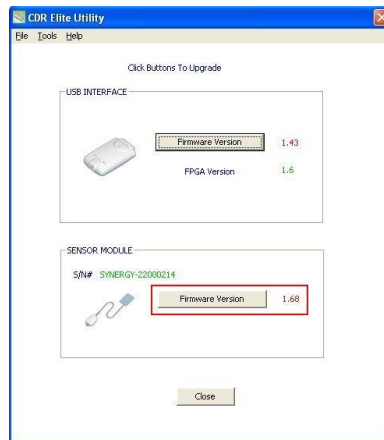 CDR Elite Utility
File Tools Help
Click Buttons To Upgrade
USB INTERFACE
Firmware Version 1.43
FPGA Version 1.6
SENSOR MODULE
S/N# SYNERGY-22000214
Firmware Version 1.68
Close